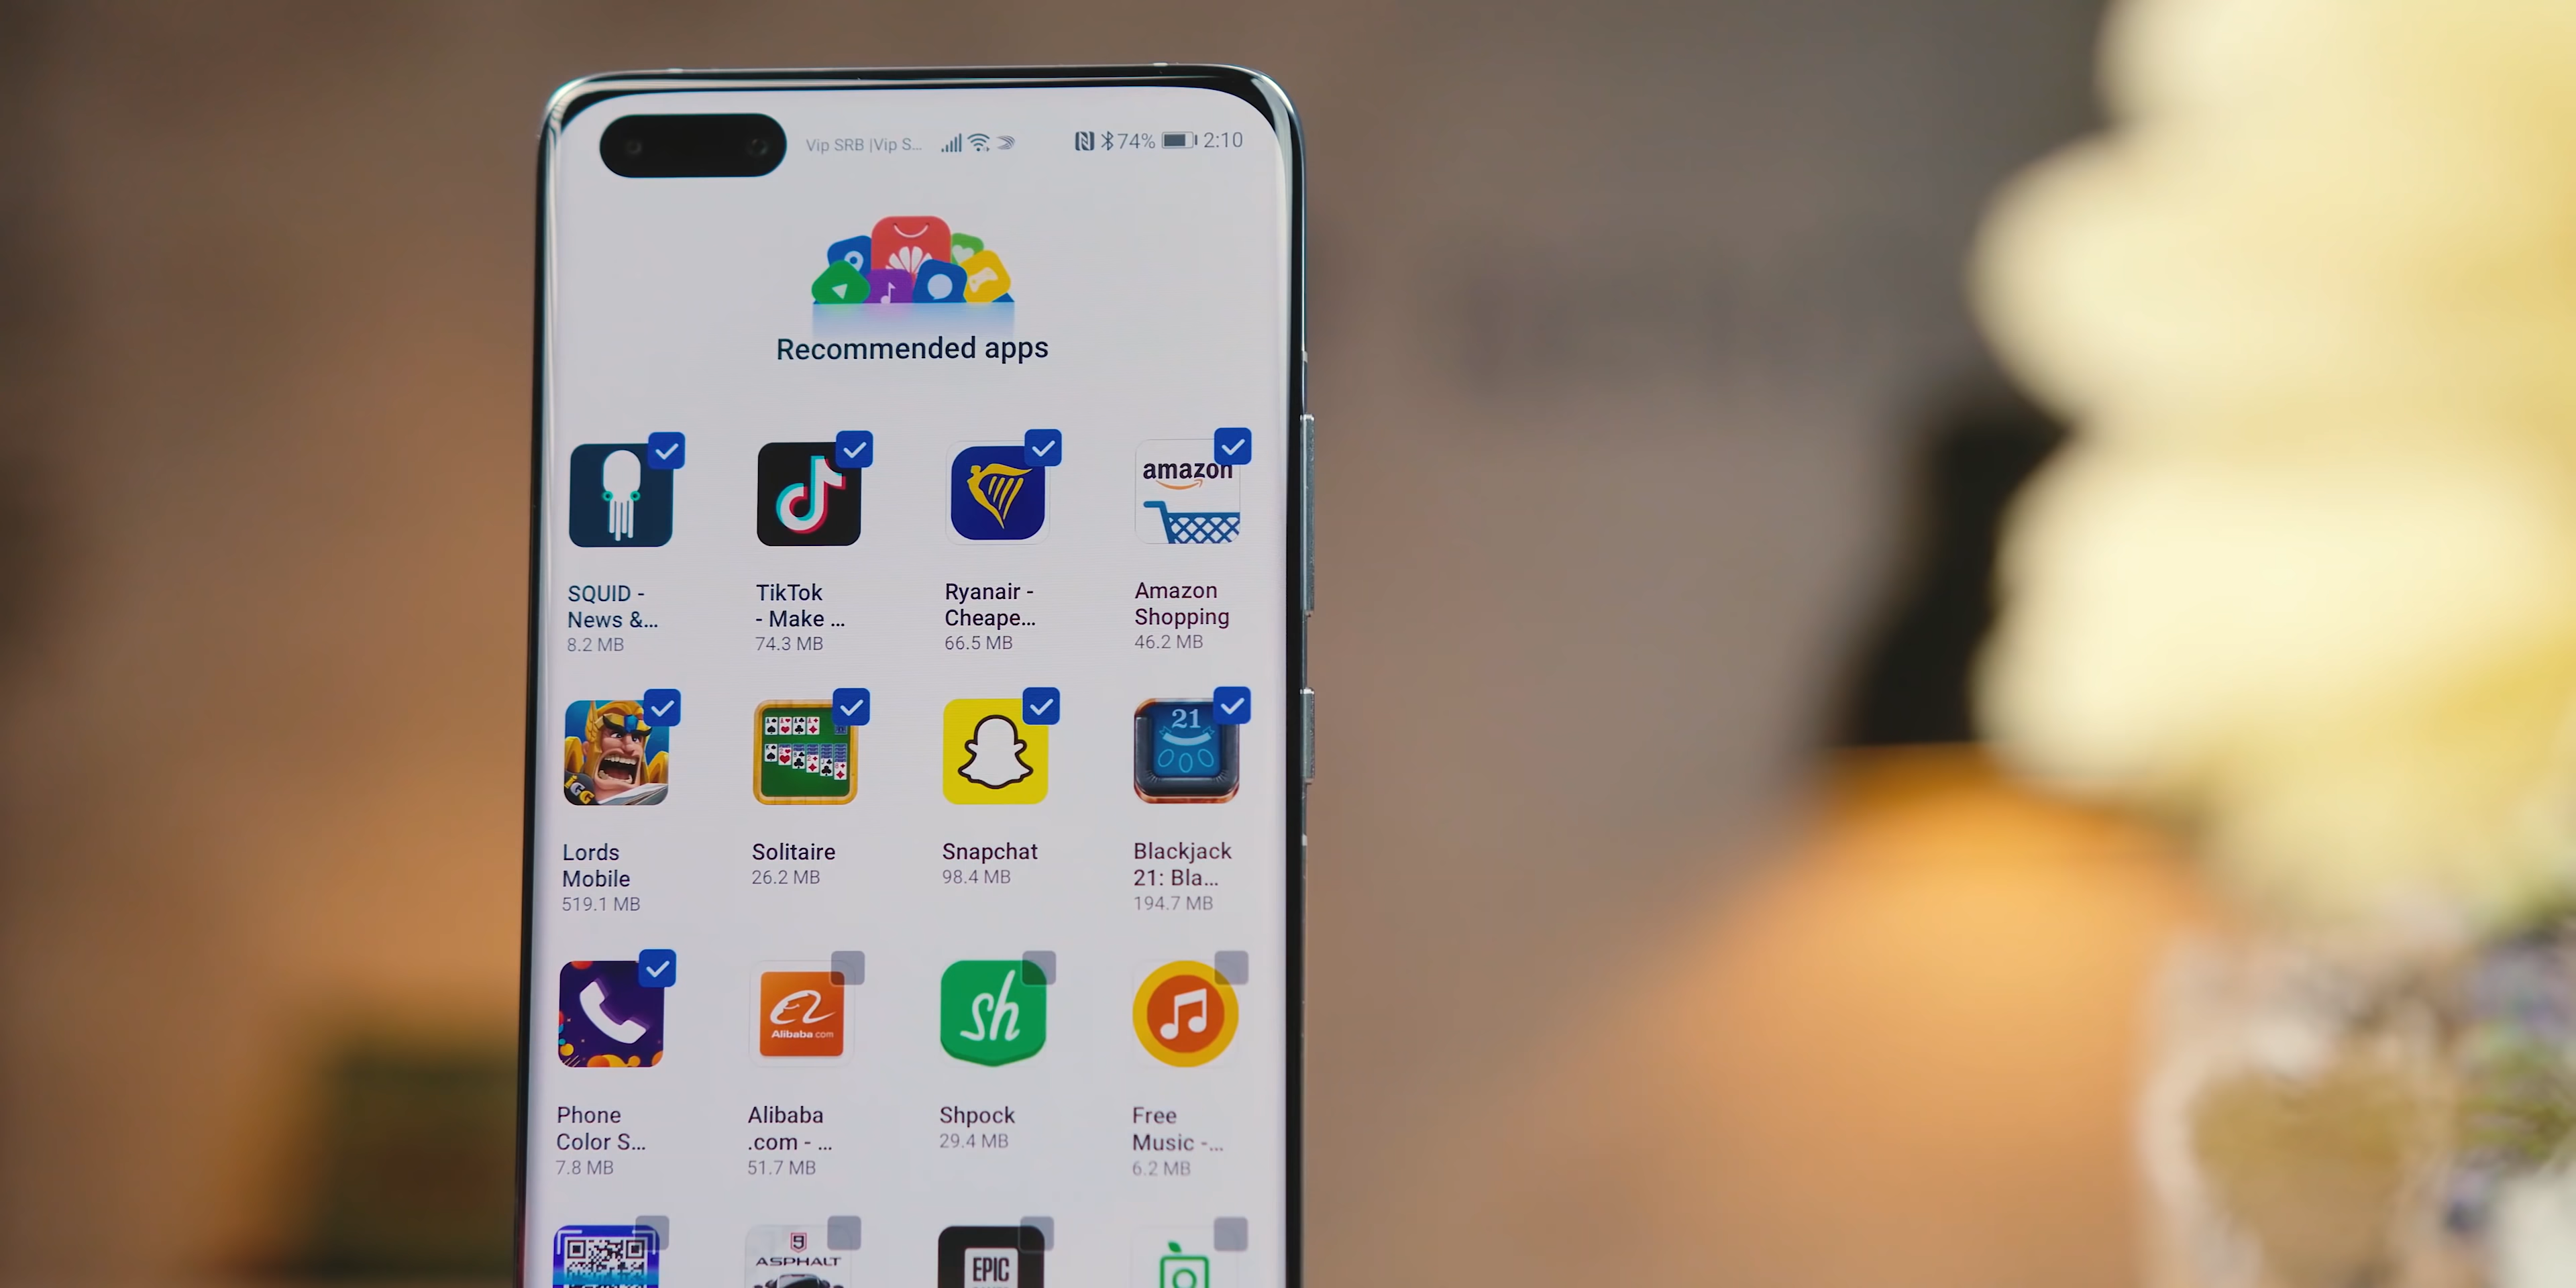 Vip SRB |Vip S... 74% 2:10
Recommended apps
amazon
SQUID -
News &...
8.2 MB
TikTok
- Make ...
74.3 MB
Ryanair -
Cheape...
66.5 MB
Amazon
Shopping
46.2 MB
IGG
21
Lords
Mobile
519.1 MB
Solitaire
26.2 MB
Snapchat
98.4 MB
Blackjack
21: Bla...
194.7 MB
Alibaba.com
sh
Phone
Color S...
7.8 MB
Alibaba
.com - ...
51.7 MB
Shpock
29.4 MB
Free
Music -...
6.2 MB
9
ASPHALT
EPIC